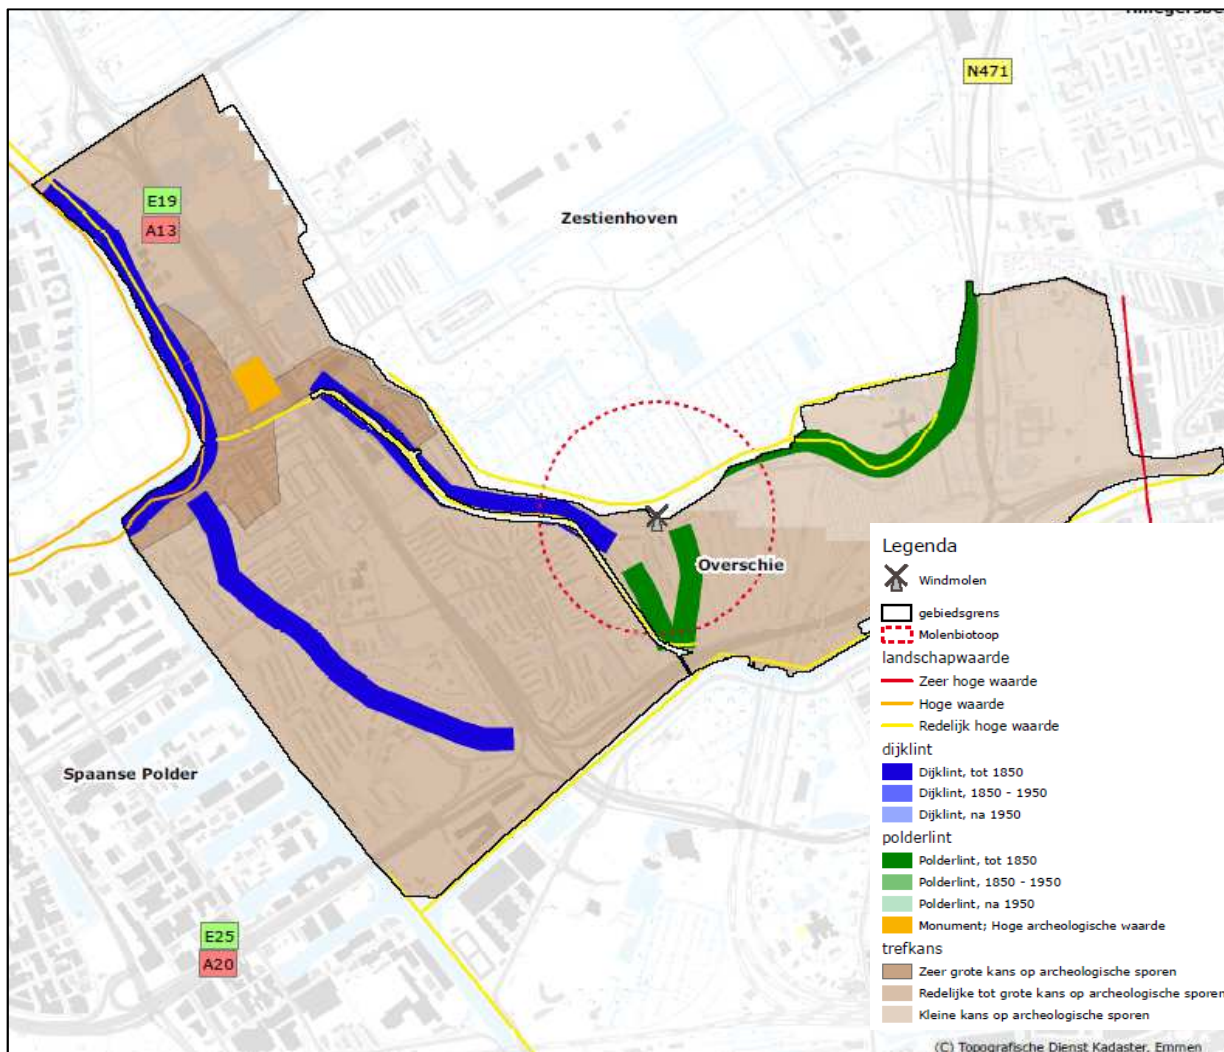 N471
E19
A13
Zestienhoven
Overschie
Spaanse Polder
E25
A20
Legenda
Windmolen
gebiedsgrens
Molenbiotoop
landschapwaarde
Zeer hoge waarde
Hoge waarde
Redelijk hoge waarde
dijklint
Dijklint, tot 1850
Dijklint, 1850 - 1950
Dijklint, na 1950
polderlint
Polderlint, tot 1850
Polderlint, 1850 - 1950
Polderlint, na 1950
Monument; Hoge archeologische waarde
trefkans
Zeer grote kans op archeologische sporen
Redelijke tot grote kans op archeologische sporen
Kleine kans op archeologische sporen
(C) Topografische Dienst Kadaster, Emmen